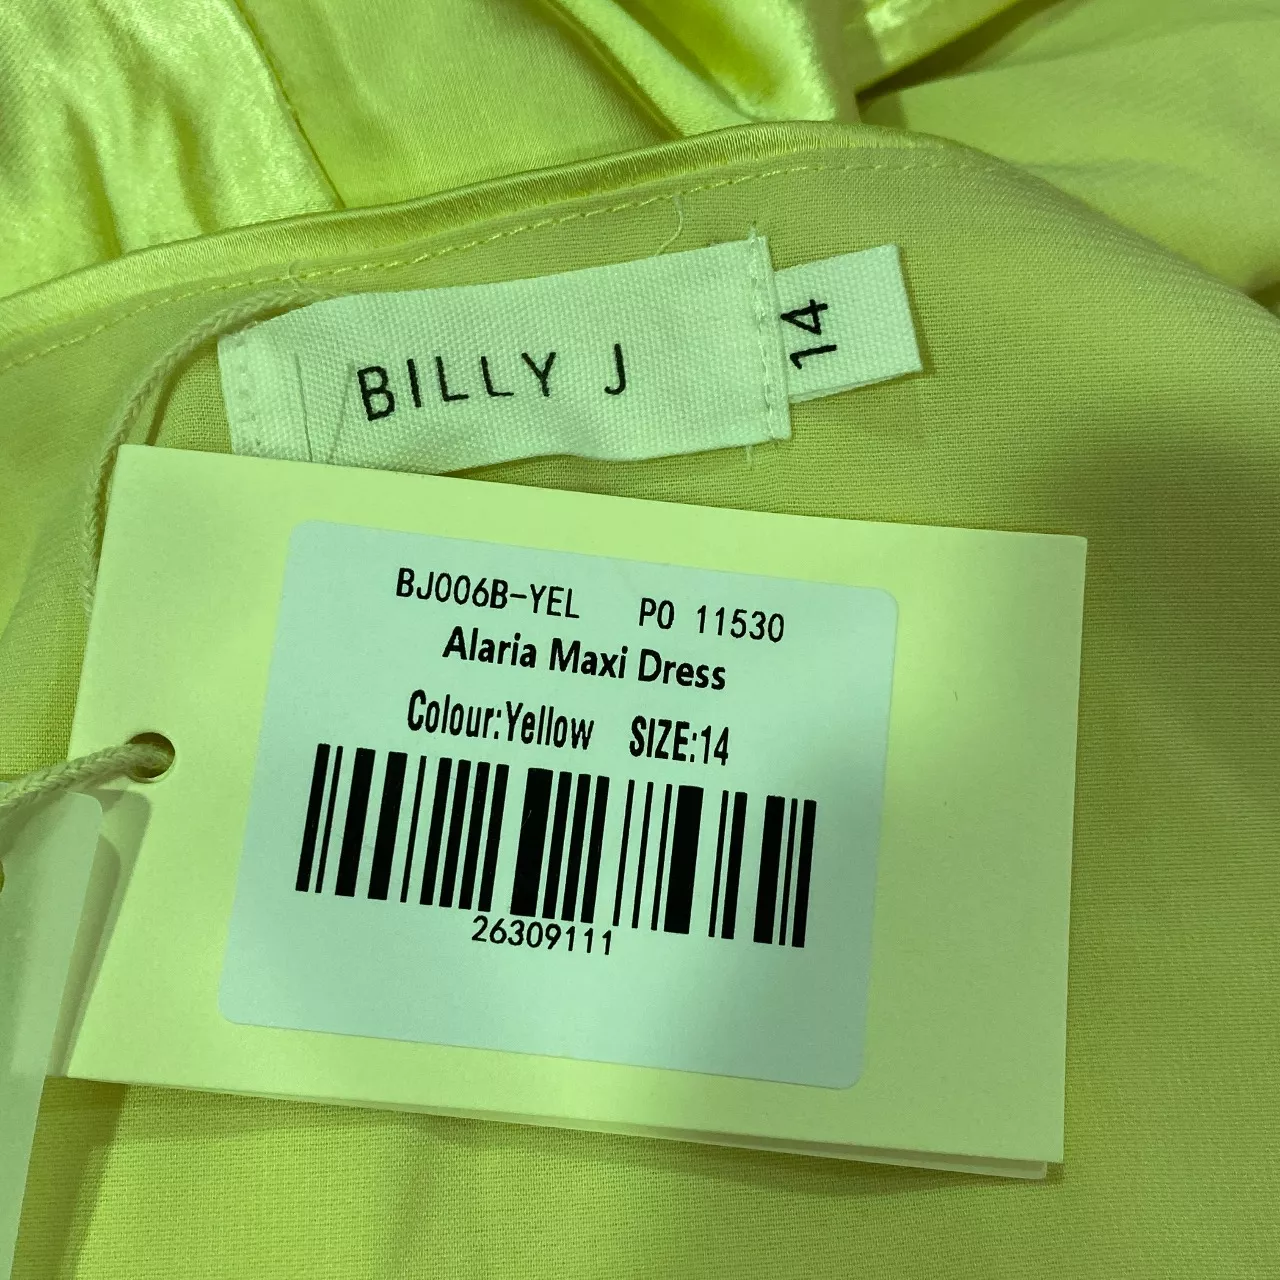 BILLY J
14
BJ006B-YEL PO 11530
Alaria Maxi Dress
Colour:Yellow SIZE:14
26309111